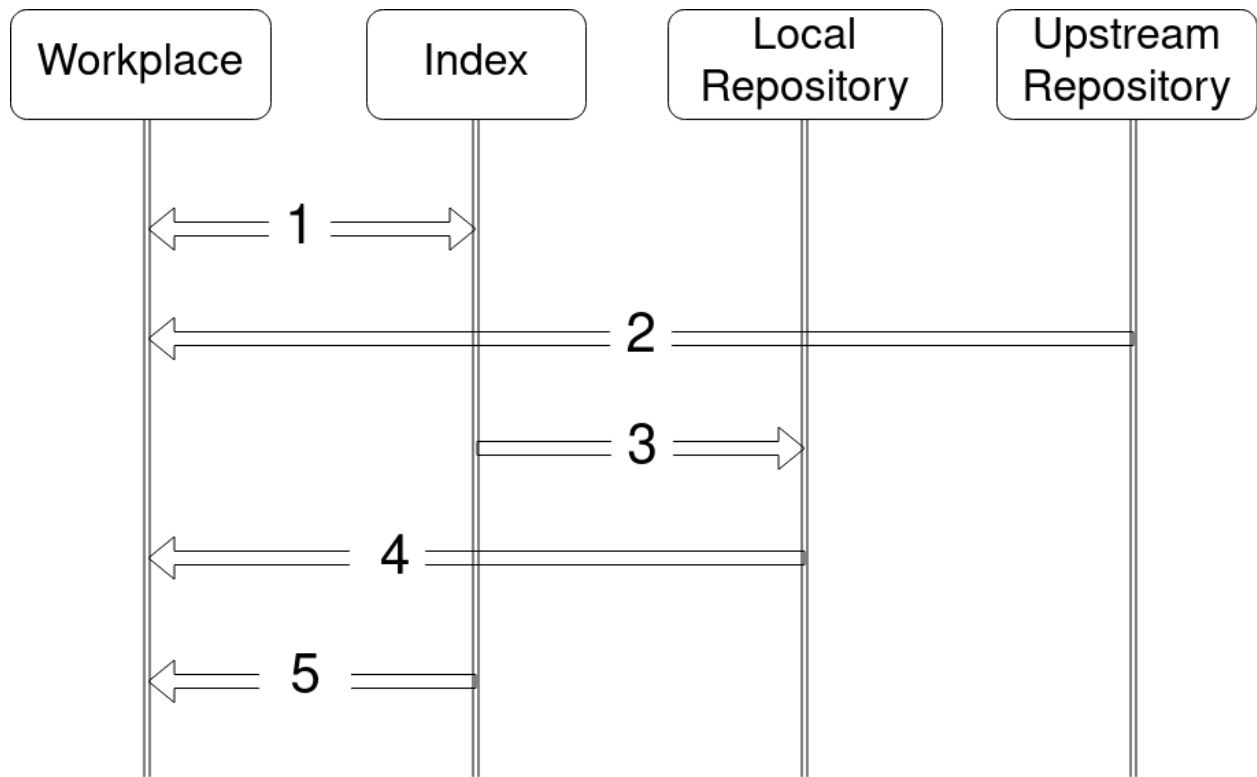 Workplace
Index
Local
Repository
Upstream
Repository
1
2
3
4
5